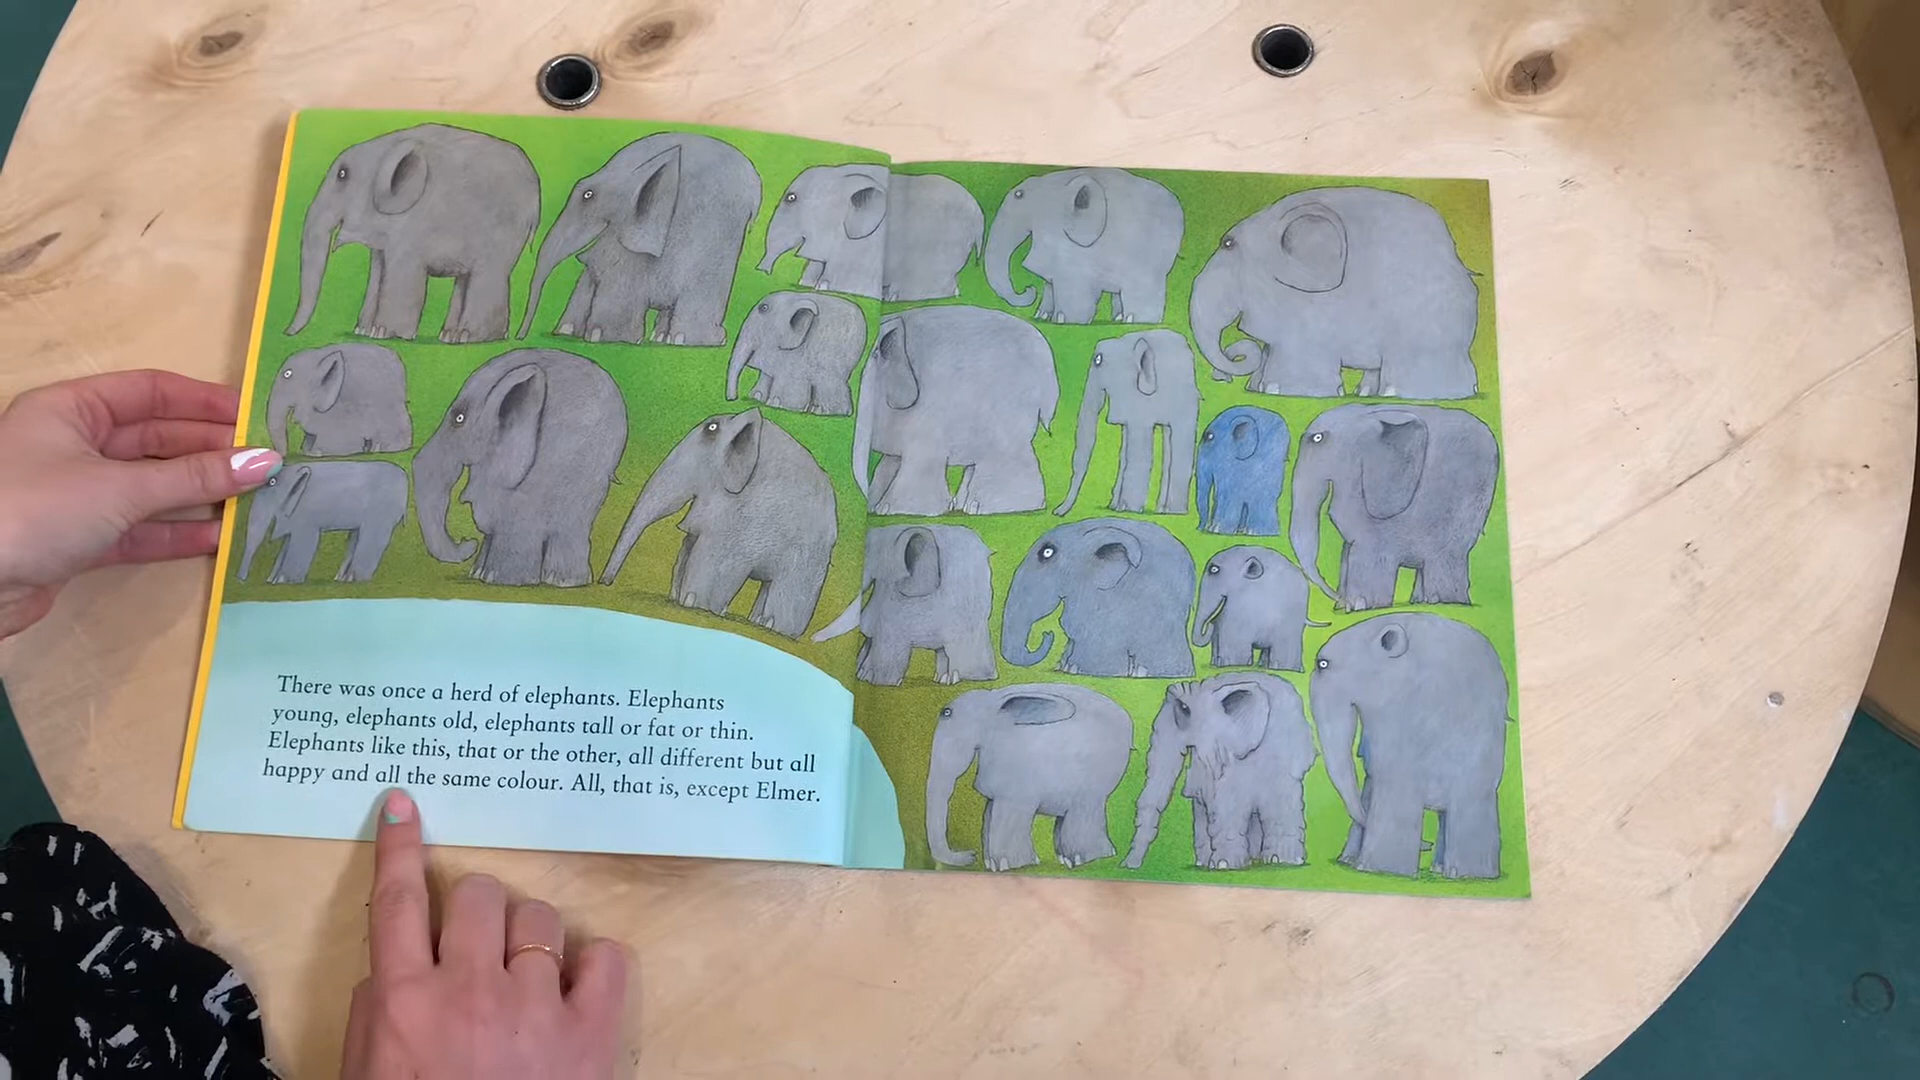 There was once a herd of elephants. Elephants
young, elephants old, elephants tall or fat or thin.
Elephants like this, that or the other, all different but all
happy and all the same colour. All, that is, except Elmer.